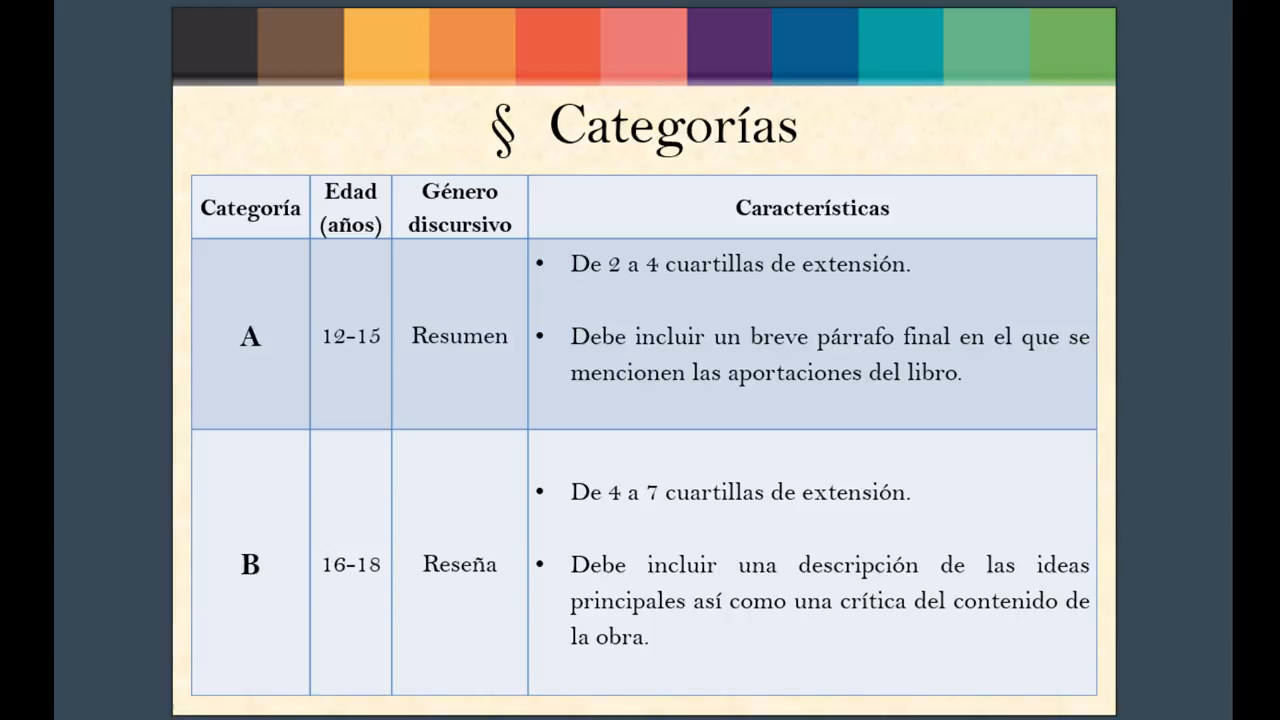 § Categorías
Categoría
Edad
(años)
Género
discursivo
Características
A
12-15
Resumen
• De 2 a 4 cuartillas de extensión.
• Debe incluir un breve párrafo final en el que se
mencionen las aportaciones del libro.
B
16-18
Reseña
• De 4 a 7 cuartillas de extensión.
• Debe incluir una descripción de las ideas
principales así como una crítica del contenido de
la obra.